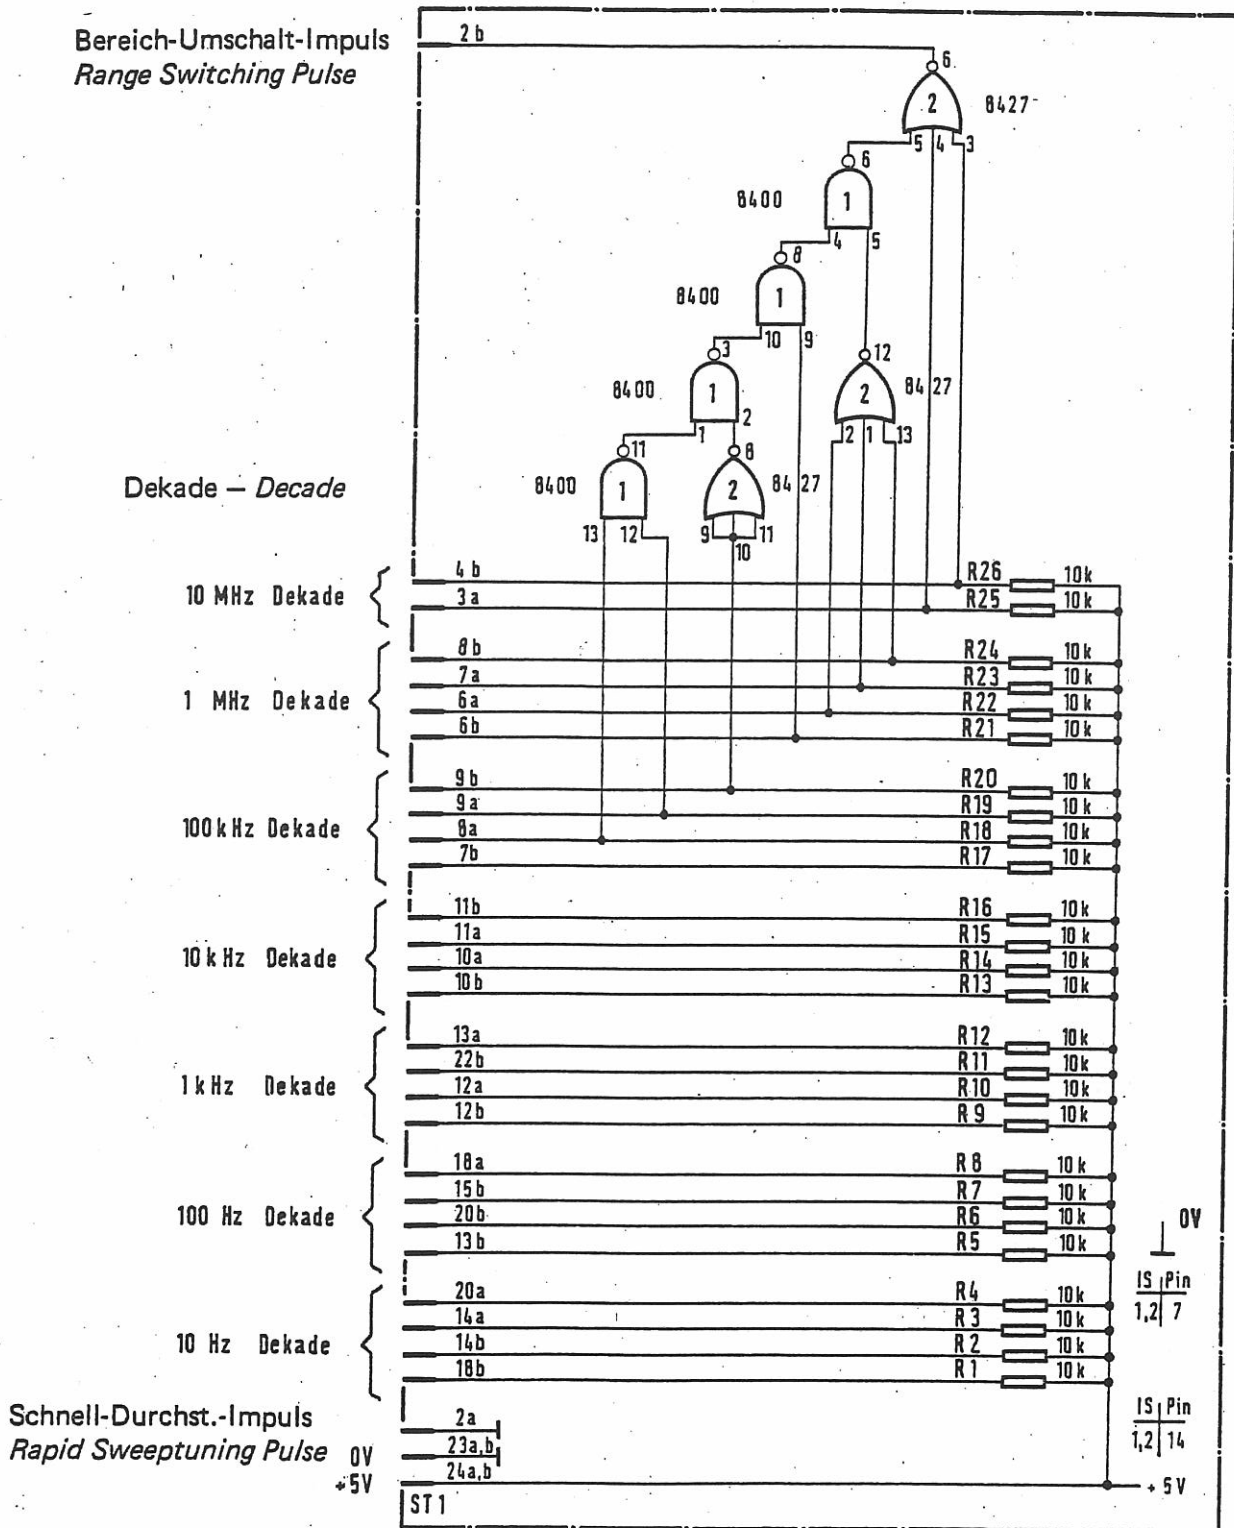 Bereich-Umschalt-Impuls
Range Switching Pulse
2 b
6
2
8427
5 4 3
6
8400
1
4 5
8
8400
1
10 9
3
8400
1
1 2
12
8427
2
2 1 13
11
8400
1
13 12
8
8427
2
9 10 11
Dekade – Decade
10 MHz Dekade
4 b R26 10k
3 a R25 10k
1 MHz Dekade
8b R24 10k
7a R23 10k
6a R22 10k
6b R21 10k
100kHz Dekade
9b R20 10k
9a R19 10k
8a R18 10k
7b R17 10k
10kHz Dekade
11b R16 10k
11a R15 10k
10a R14 10k
10b R13 10k
1kHz Dekade
13a R12 10k
22b R11 10k
12a R10 10k
12b R9 10k
100 Hz Dekade
18a R8 10k
15b R7 10k
20b R6 10k
13b R5 10k
0V
IS Pin
1,2 7
10 Hz Dekade
20a R4 10k
14a R3 10k
14b R2 10k
18b R1 10k
Schnell-Durchst.-Impuls
Rapid Sweeptuning Pulse
2a
0V 23a,b
+5V 24a,b
IS Pin
1,2 14
+ 5V
ST1